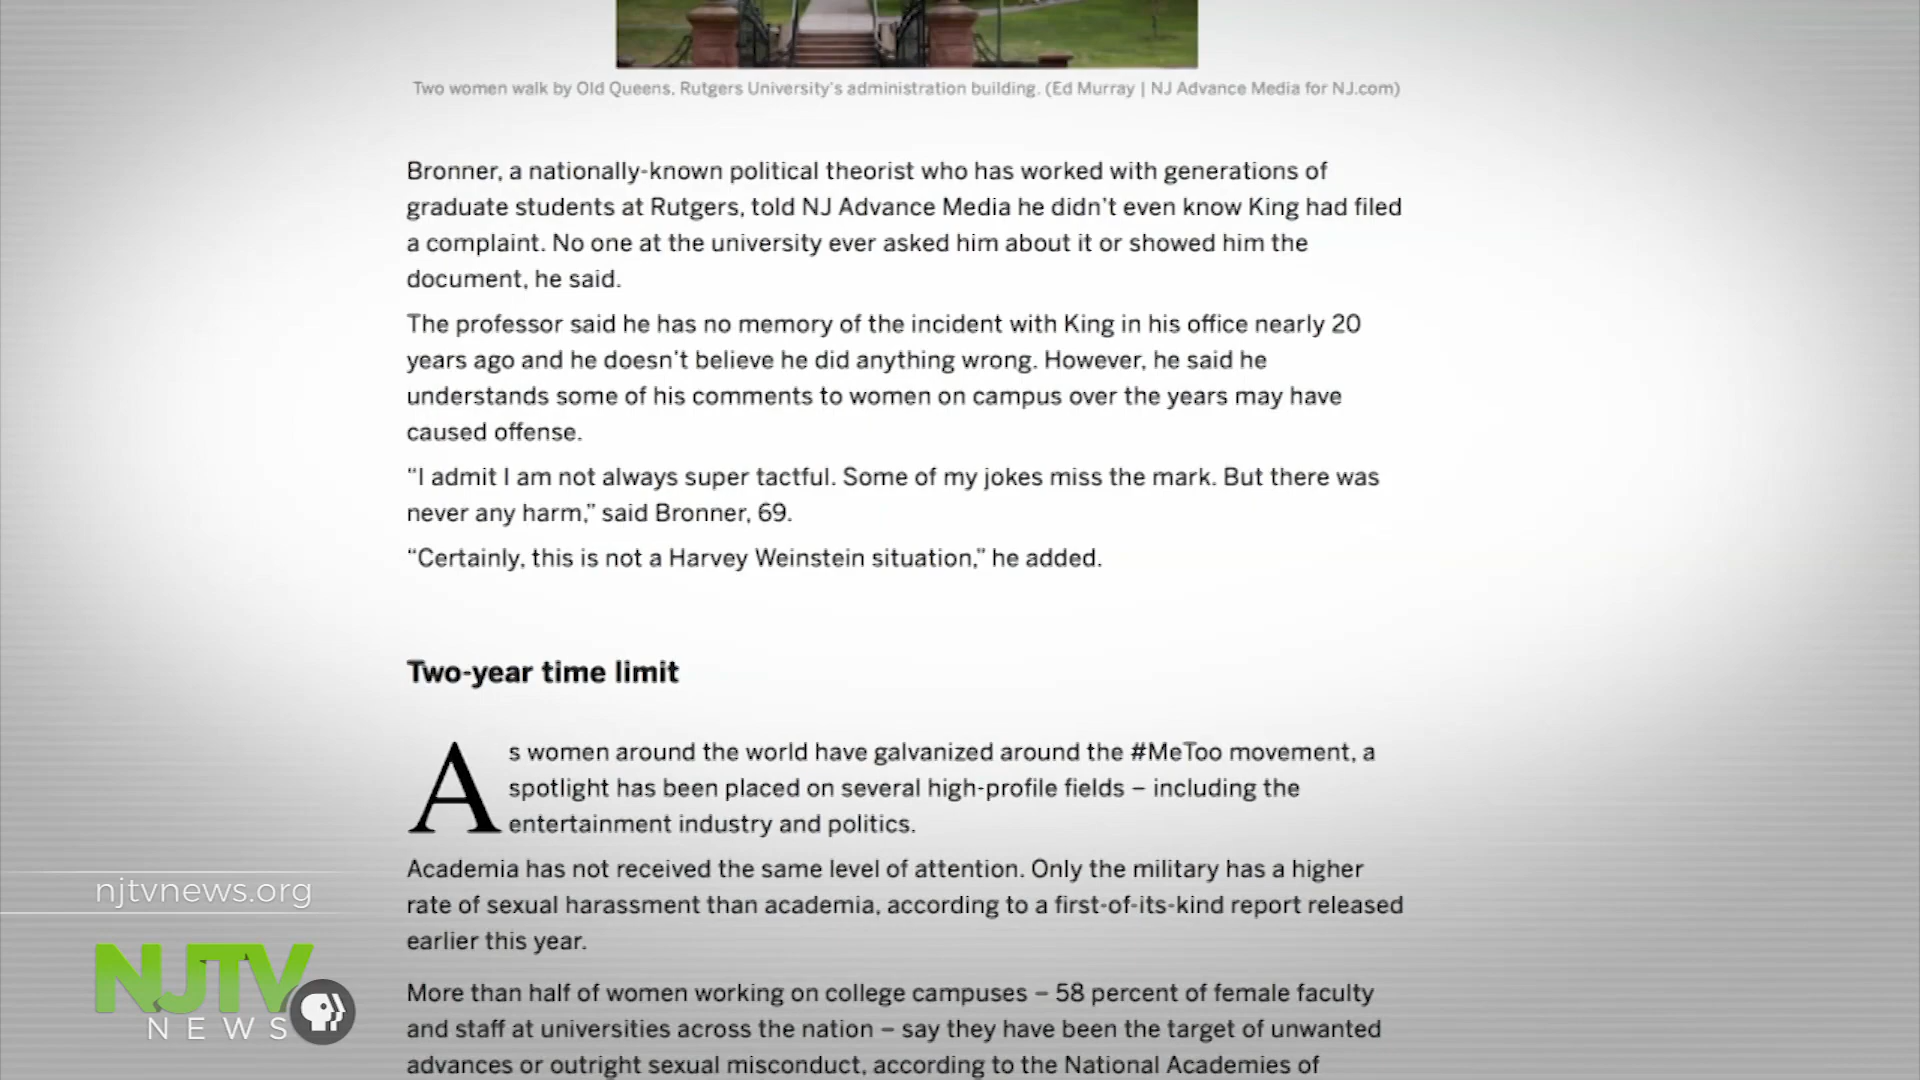 Two women walk by Old Queens, Rutgers University's administration building. (Ed Murray | NJ Advance Media for NJ.com)
Bronner, a nationally-known political theorist who has worked with generations of
graduate students at Rutgers, told NJ Advance Media he didn't even know King had filed
a complaint. No one at the university ever asked him about it or showed him the
document, he said.
The professor said he has no memory of the incident with King in his office nearly 20
years ago and he doesn't believe he did anything wrong. However, he said he
understands some of his comments to women on campus over the years may have
caused offense.
“I admit I am not always super tactful. Some of my jokes miss the mark. But there was
never any harm,” said Bronner, 69.
“Certainly, this is not a Harvey Weinstein situation,” he added.
Two-year time limit
As women around the world have galvanized around the #MeToo movement, a
spotlight has been placed on several high-profile fields – including the
entertainment industry and politics.
Academia has not received the same level of attention. Only the military has a higher
rate of sexual harassment than academia, according to a first-of-its-kind report released
earlier this year.
More than half of women working on college campuses – 58 percent of female faculty
and staff at universities across the nation – say they have been the target of unwanted
advances or outright sexual misconduct, according to the National Academies of
njtvnews.org
NJTV
NEWS